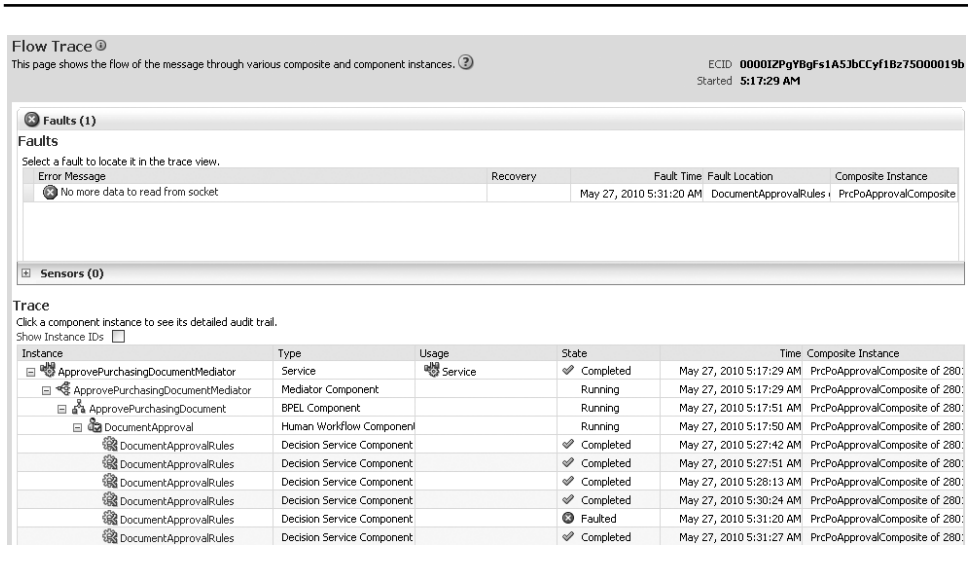 Flow Trace
This page shows the flow of the message through various composite and component instances.
ECID 0000IZPgYBgFs1A5JbCCyf1Bz75O00019b
Started 5:17:29 AM
Faults (1)
Faults
Select a fault to locate it in the trace view.
Error Message Recovery Fault Time Fault Location Composite Instance
No more data to read from socket May 27, 2010 5:31:20 AM DocumentApprovalRules PrcPoApprovalComposite
Sensors (0)
Trace
Click a component instance to see its detailed audit trail.
Show Instance IDs
Instance Type Usage State Time Composite Instance
ApprovePurchasingDocumentMediator Service Service Completed May 27, 2010 5:17:29 AM PrcPoApprovalComposite of 280
ApprovePurchasingDocumentMediator Mediator Component Running May 27, 2010 5:17:29 AM PrcPoApprovalComposite of 280
ApprovePurchasingDocument BPEL Component Running May 27, 2010 5:17:51 AM PrcPoApprovalComposite of 280
DocumentApproval Human Workflow Component Running May 27, 2010 5:17:50 AM PrcPoApprovalComposite of 280
DocumentApprovalRules Decision Service Component Completed May 27, 2010 5:27:42 AM PrcPoApprovalComposite of 280
DocumentApprovalRules Decision Service Component Completed May 27, 2010 5:27:51 AM PrcPoApprovalComposite of 280
DocumentApprovalRules Decision Service Component Completed May 27, 2010 5:28:13 AM PrcPoApprovalComposite of 280
DocumentApprovalRules Decision Service Component Completed May 27, 2010 5:30:24 AM PrcPoApprovalComposite of 280
DocumentApprovalRules Decision Service Component Faulted May 27, 2010 5:31:20 AM PrcPoApprovalComposite of 280
DocumentApprovalRules Decision Service Component Completed May 27, 2010 5:31:27 AM PrcPoApprovalComposite of 280